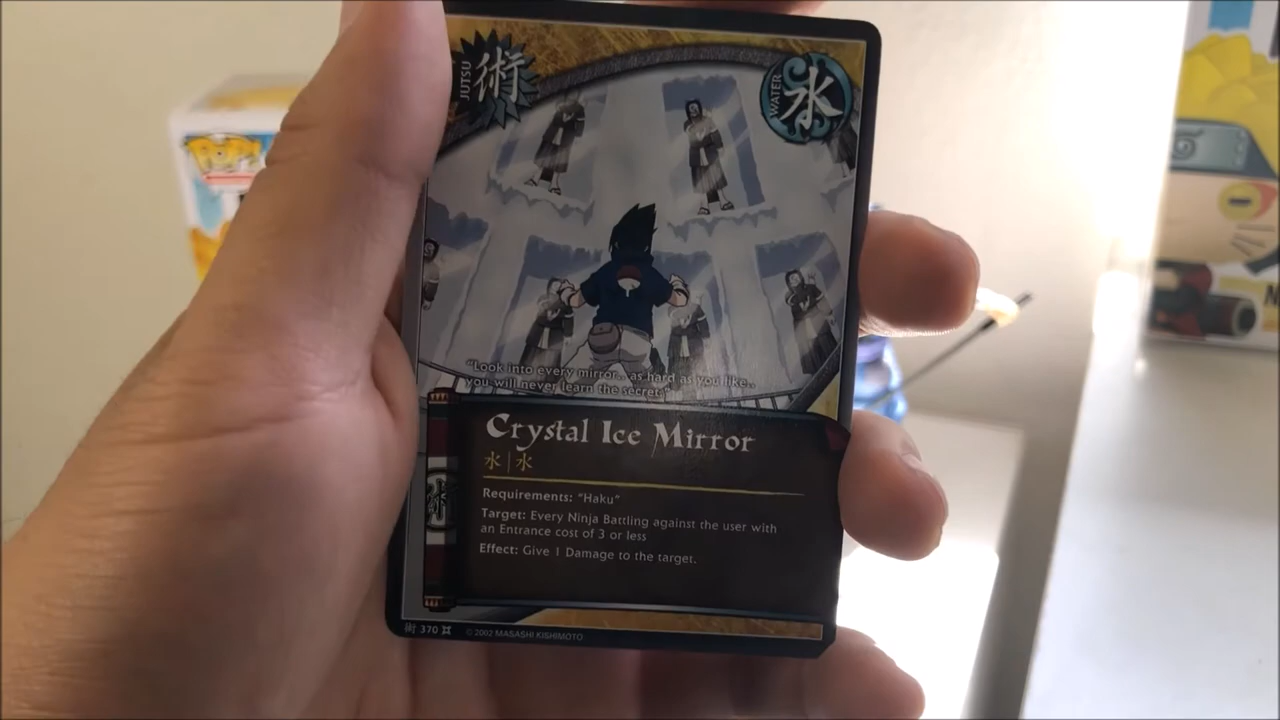 POP!
JUTSU
術
WATER
水
"Look into every mirror... as hard as you like..
you will never learn the secret."
Crystal Ice Mirror
水|水
Requirements: "Haku"
Target: Every Ninja Battling against the user with
an Entrance cost of 3 or less
Effect: Give 1 Damage to the target.
術 370
© 2002 MASASHI KISHIMOTO